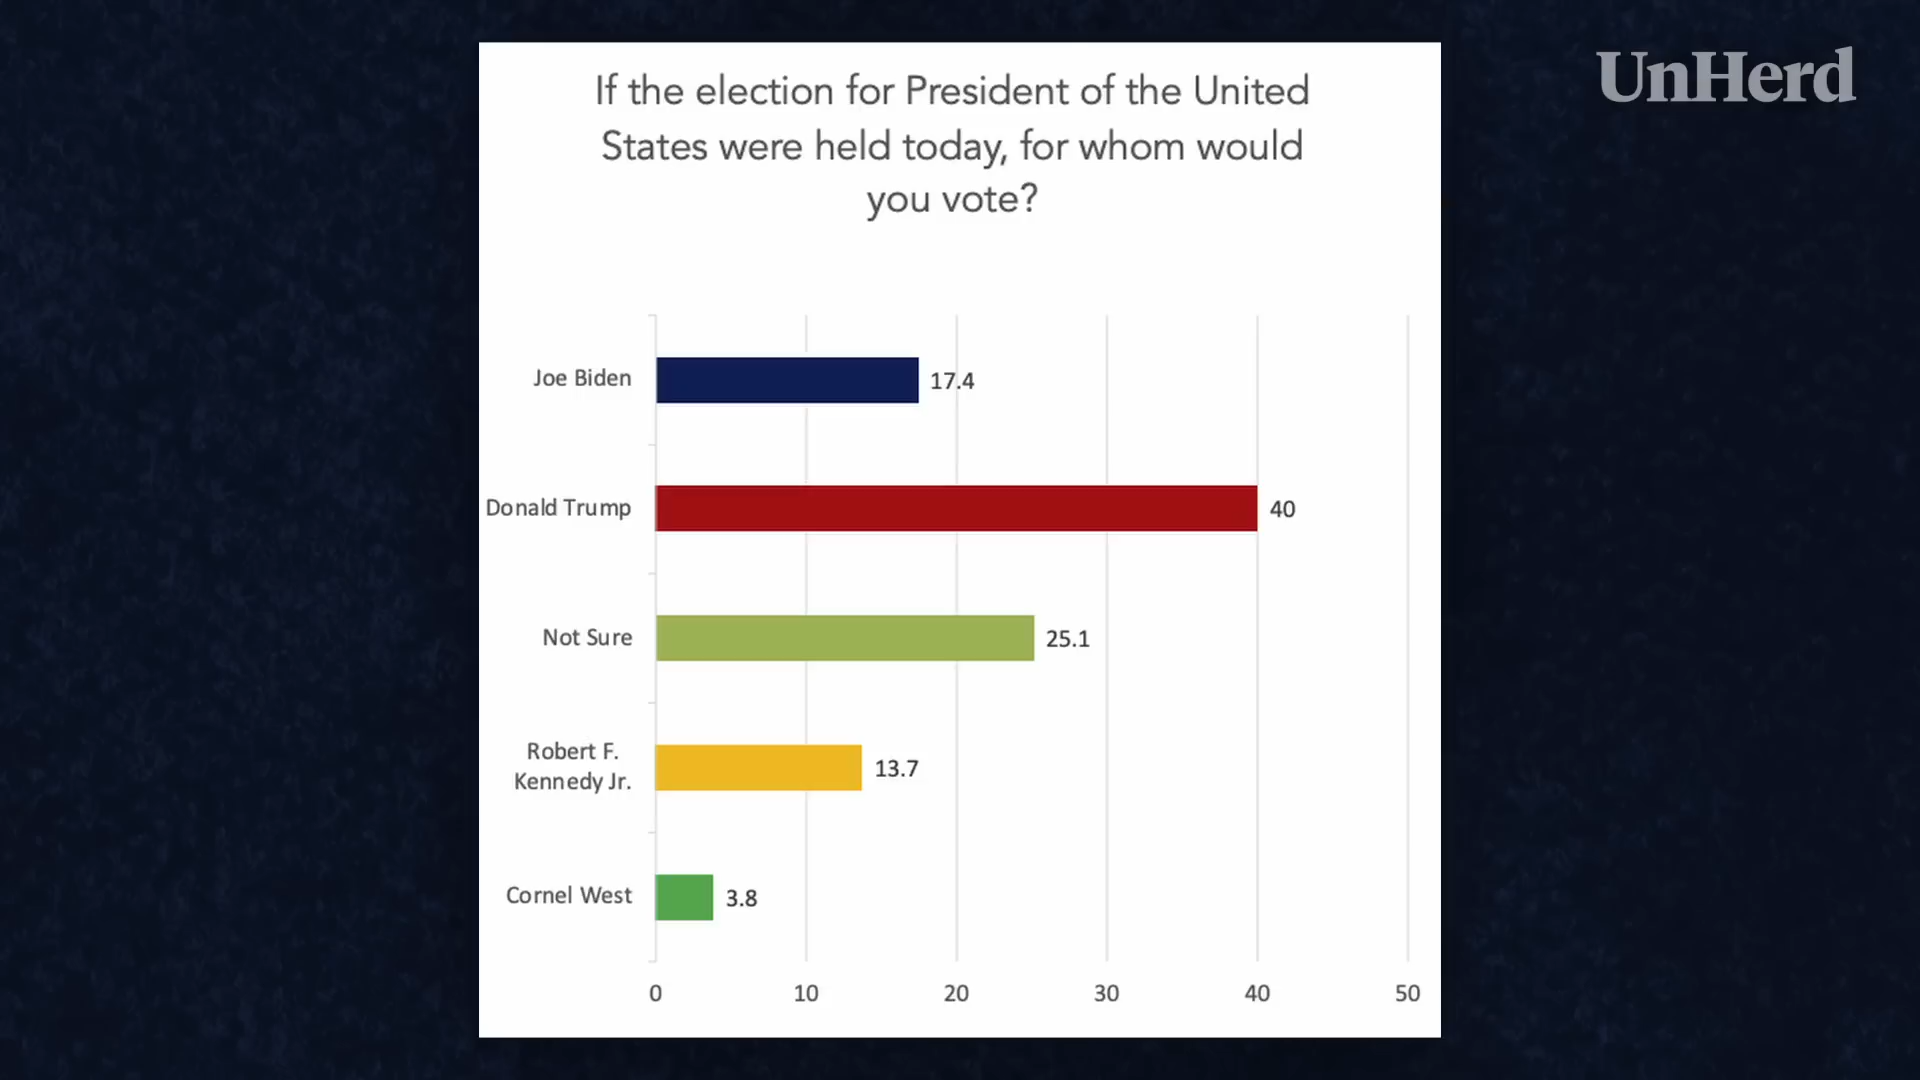 UnHerd
If the election for President of the United
States were held today, for whom would
you vote?
Joe Biden
17.4
Donald Trump
40
Not Sure
25.1
Robert F.
Kennedy Jr.
13.7
Cornel West
3.8
0 10 20 30 40 50